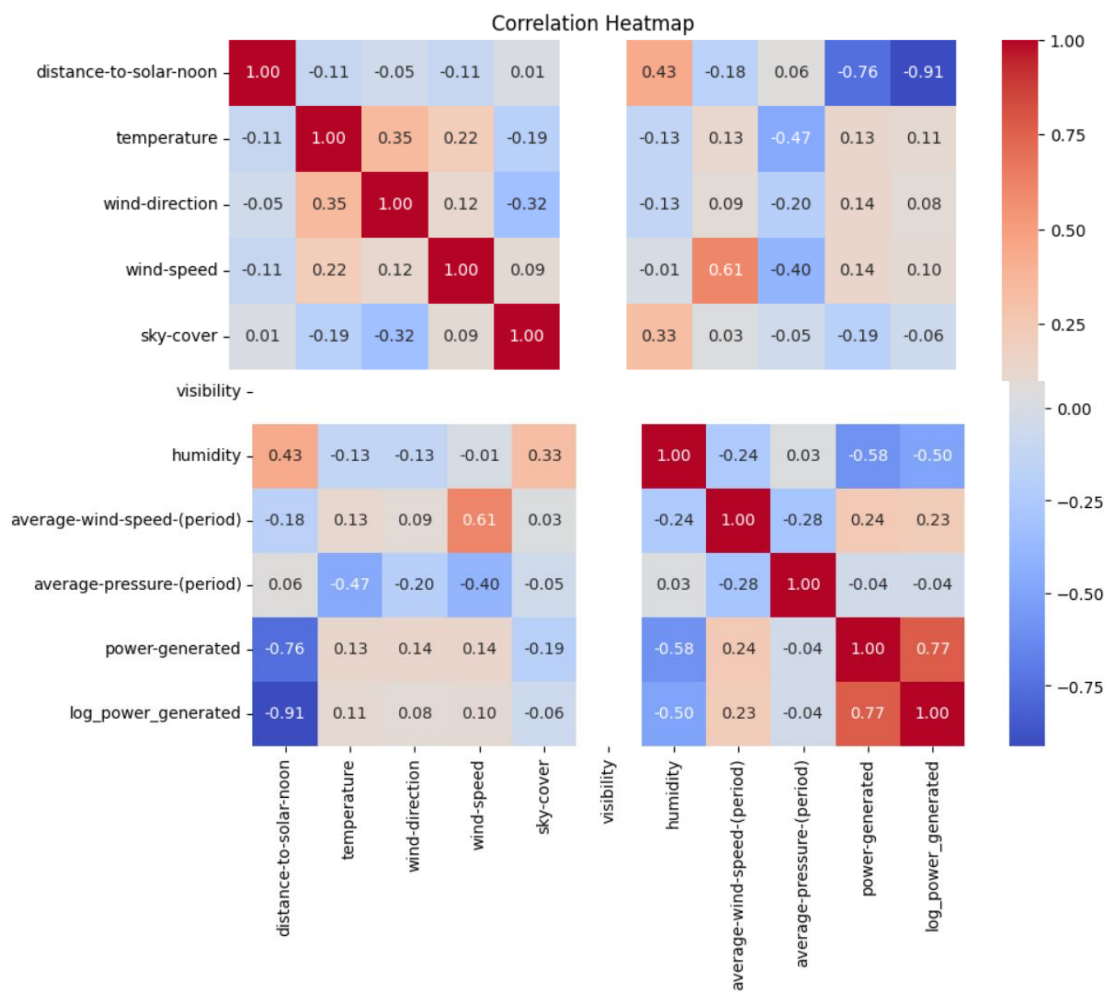 Correlation Heatmap
distance-to-solar-noon 1.00 -0.11 -0.05 -0.11 0.01 0.43 -0.18 0.06 -0.76 -0.91
temperature -0.11 1.00 0.35 0.22 -0.19 -0.13 0.13 -0.47 0.13 0.11
wind-direction -0.05 0.35 1.00 0.12 -0.32 -0.13 0.09 -0.20 0.14 0.08
wind-speed -0.11 0.22 0.12 1.00 0.09 -0.01 0.61 -0.40 0.14 0.10
sky-cover 0.01 -0.19 -0.32 0.09 1.00 0.33 0.03 -0.05 -0.19 -0.06
visibility
humidity 0.43 -0.13 -0.13 -0.01 0.33 1.00 -0.24 0.03 -0.58 -0.50
average-wind-speed-(period) -0.18 0.13 0.09 0.61 0.03 -0.24 1.00 -0.28 0.24 0.23
average-pressure-(period) 0.06 -0.47 -0.20 -0.40 -0.05 0.03 -0.28 1.00 -0.04 -0.04
power-generated -0.76 0.13 0.14 0.14 -0.19 -0.58 0.24 -0.04 1.00 0.77
log_power_generated -0.91 0.11 0.08 0.10 -0.06 -0.50 0.23 -0.04 0.77 1.00
distance-to-solar-noon
temperature
wind-direction
wind-speed
sky-cover
visibility
humidity
average-wind-speed-(period)
average-pressure-(period)
power-generated
log_power_generated
1.00
0.75
0.50
0.25
0.00
−0.25
−0.50
−0.75